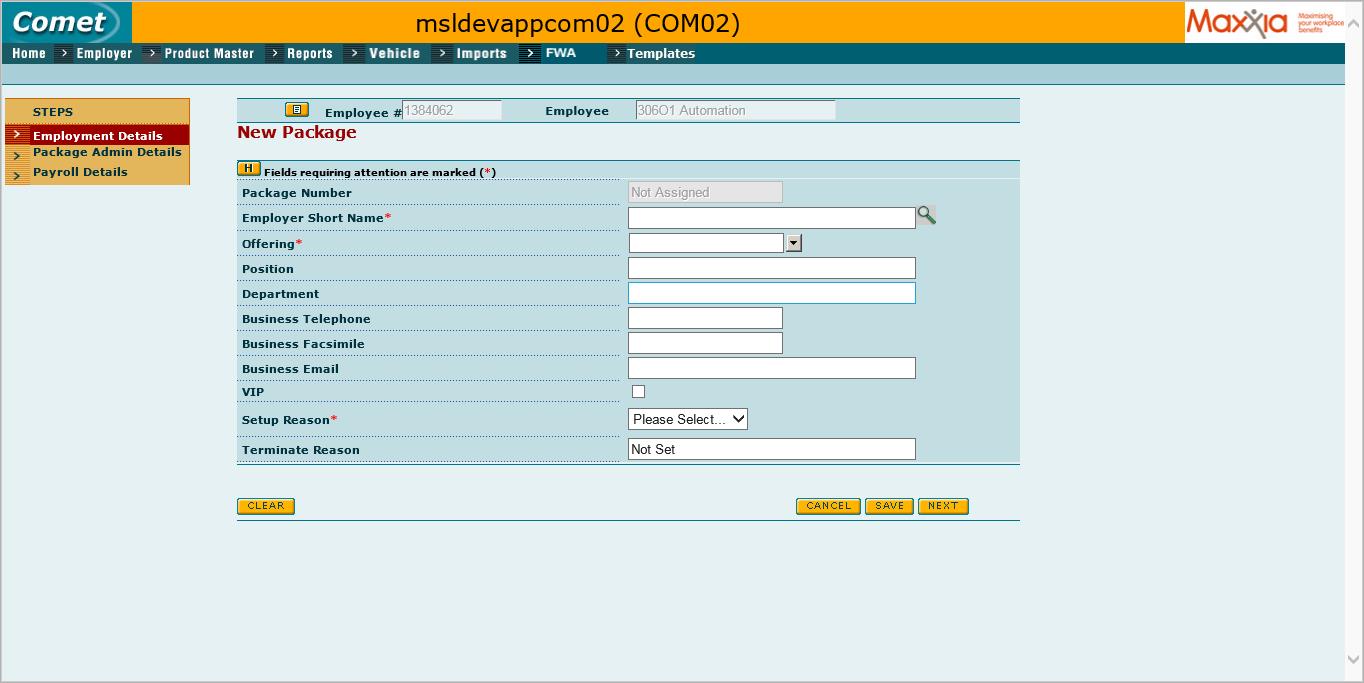 Comet
msldevappcom02 (COM02)
Maxxia Maximising your workplace benefits
Home > Employer > Product Master > Reports > Vehicle > Imports > FWA > Templates
STEPS
> Employment Details
> Package Admin Details
> Payroll Details
Employee # 1384062 Employee 306O1 Automation
New Package
H Fields requiring attention are marked (*)
Package Number Not Assigned
Employer Short Name*
Offering*
Position
Department
Business Telephone
Business Facsimile
Business Email
VIP
Setup Reason* Please Select...
Terminate Reason Not Set
CLEAR CANCEL SAVE NEXT